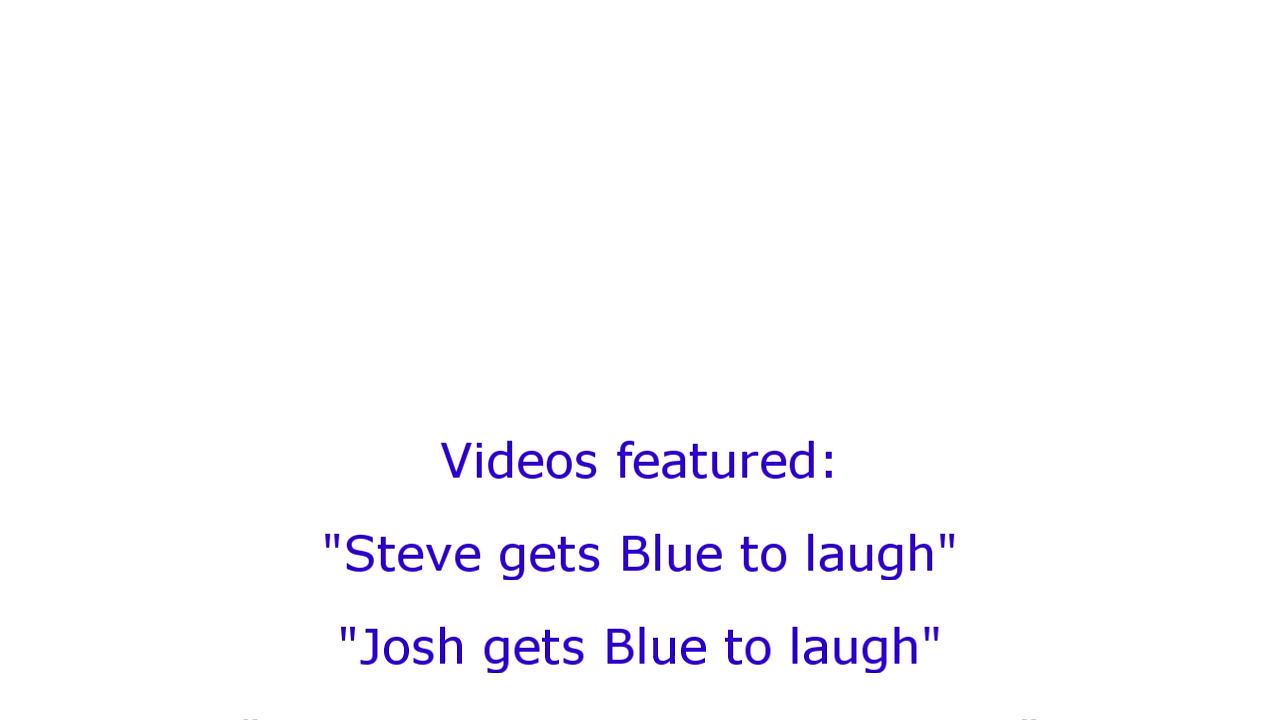 Videos featured:
"Steve gets Blue to laugh"
"Josh gets Blue to laugh"